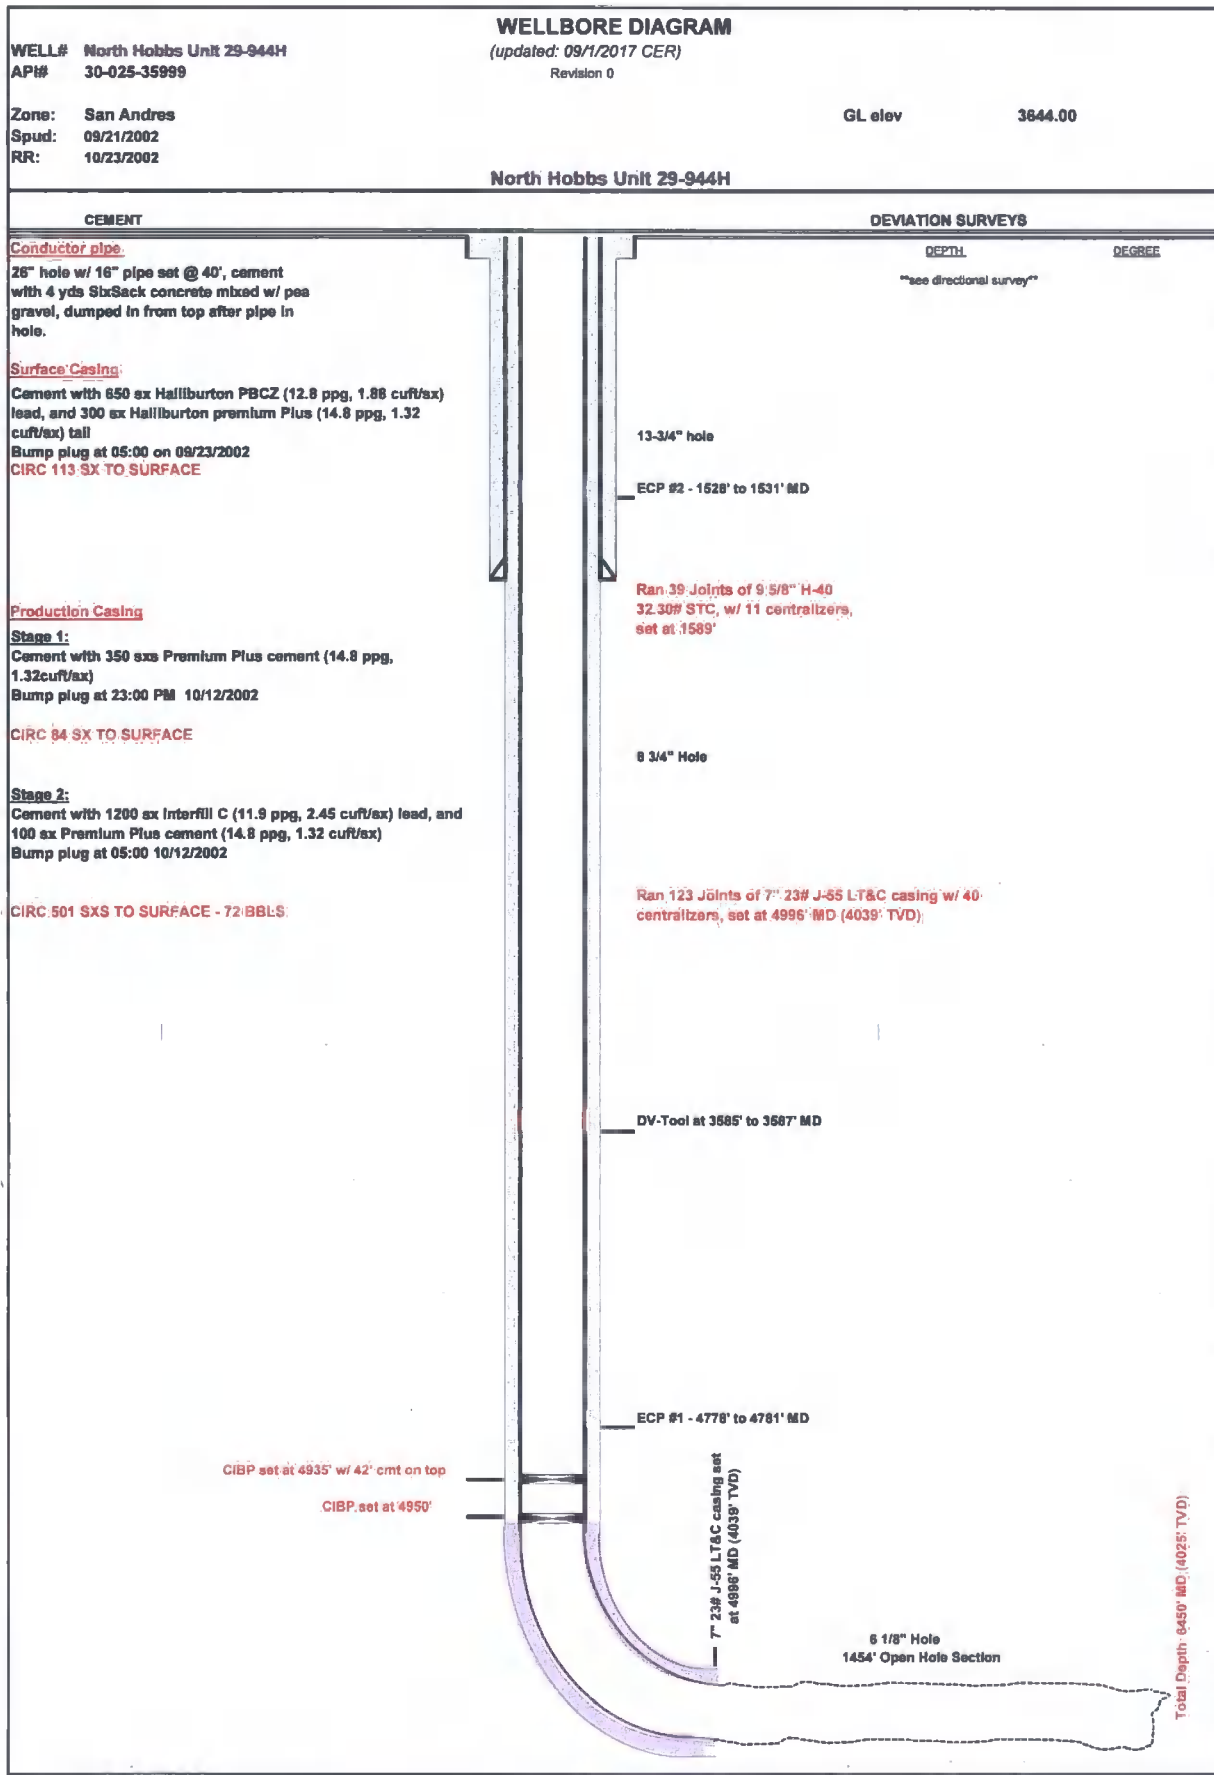 WELLBORE DIAGRAM
WELL# North Hobbs Unit 29-944H
(updated: 09/1/2017 CER)
API# 30-025-35999
Revision 0
Zone: San Andres
GL elev 3644.00
Spud: 09/21/2002
RR: 10/23/2002
North Hobbs Unit 29-944H
CEMENT
DEVIATION SURVEYS
Conductor pipe
26" hole w/ 16" pipe set @ 40', cement
with 4 yds SixSack concrete mixed w/ pea
gravel, dumped in from top after pipe in
hole.
DEPTH DEGREE
**see directional survey**
Surface Casing
Cement with 650 sx Halliburton PBCZ (12.8 ppg, 1.88 cuft/sx)
lead, and 300 sx Halliburton premium Plus (14.8 ppg, 1.32
cuft/sx) tail
Bump plug at 05:00 on 09/23/2002
CIRC 113 SX TO SURFACE
13-3/4" hole
ECP #2 - 1528' to 1531' MD
Ran 39 Joints of 9 5/8" H-40
32.30# STC, w/ 11 centralizers,
set at 1589'
Production Casing
Stage 1:
Cement with 350 sxs Premium Plus cement (14.8 ppg,
1.32cuft/sx)
Bump plug at 23:00 PM 10/12/2002
CIRC 84 SX TO SURFACE
8 3/4" Hole
Stage 2:
Cement with 1200 sx Interfill C (11.9 ppg, 2.45 cuft/sx) lead, and
100 sx Premium Plus cement (14.8 ppg, 1.32 cuft/sx)
Bump plug at 05:00 10/12/2002
CIRC 501 SXS TO SURFACE - 72 BBLS
Ran 123 Joints of 7" 23# J-55 LT&C casing w/ 40
centralizers, set at 4996' MD (4039' TVD)
DV-Tool at 3585' to 3587' MD
ECP #1 - 4778' to 4781' MD
CIBP set at 4935' w/ 42' cmt on top
CIBP set at 4950'
7" 23# J-55 LT&C casing set
at 4996' MD (4039' TVD)
6 1/8" Hole
1454' Open Hole Section
Total Depth 6450' MD (4025' TVD)